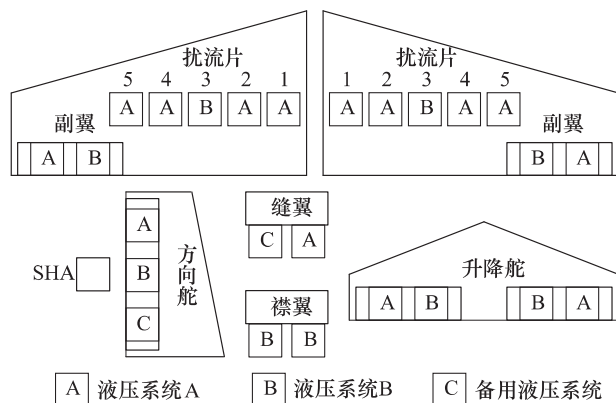 扰流片 扰流片
5 4 3 2 1 1 2 3 4 5
A A B A A A A B A A
副翼 副翼
A B B A
缝翼
C A
A
B
C
方向舵
SHA
襟翼
B B
升降舵
A B B A
A 液压系统A B 液压系统B C 备用液压系统